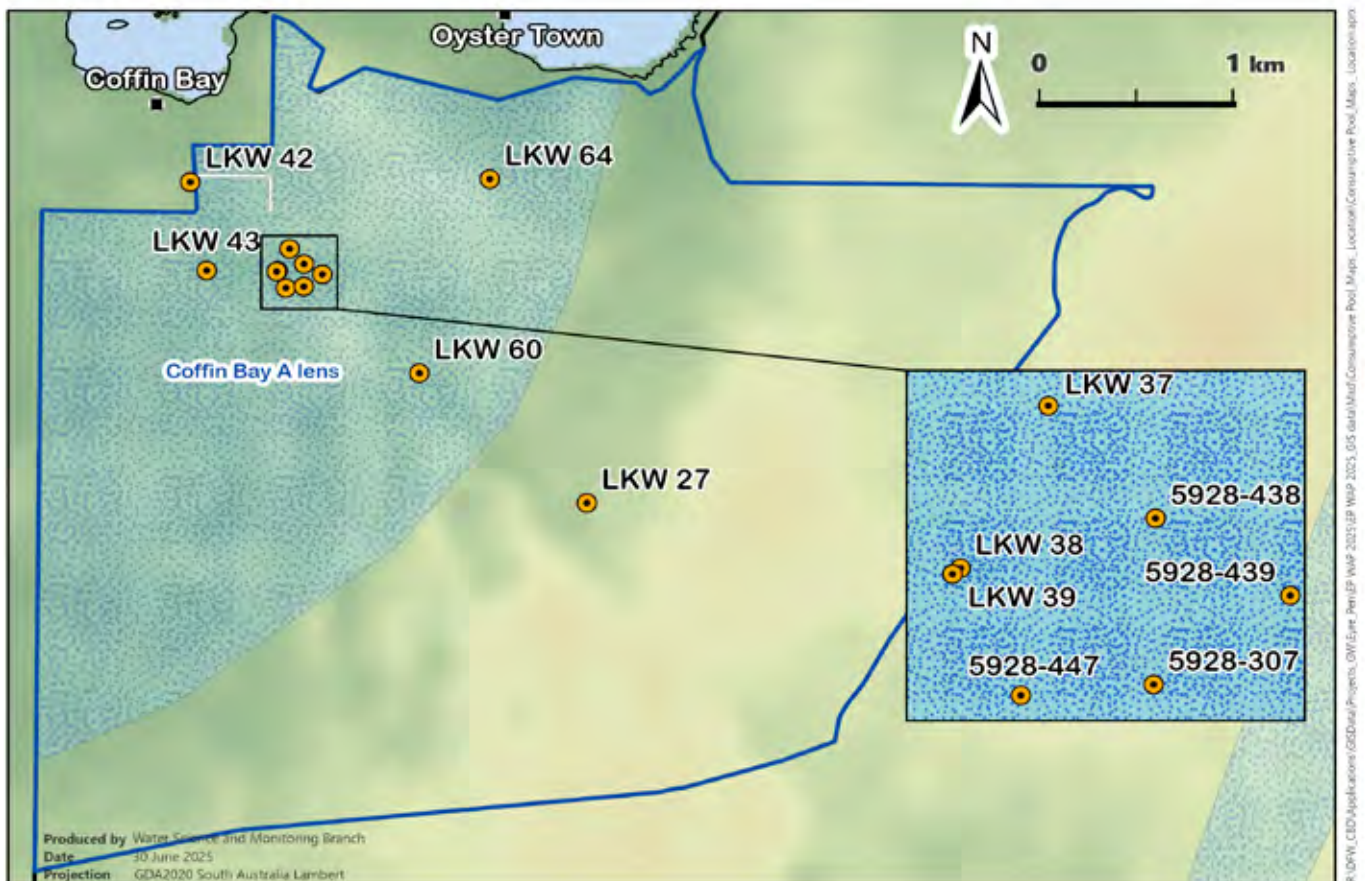 Oyster Town
Coffin Bay
N
0 1 km
LKW 42
LKW 64
LKW 43
LKW 60
Coffin Bay A lens
LKW 27
LKW 37
5928-438
LKW 38
5928-439
LKW 39
5928-447
5928-307
Produced by Water Science and Monitoring Branch
Date 30 June 2025
Projection GDA2020 South Australia Lambert